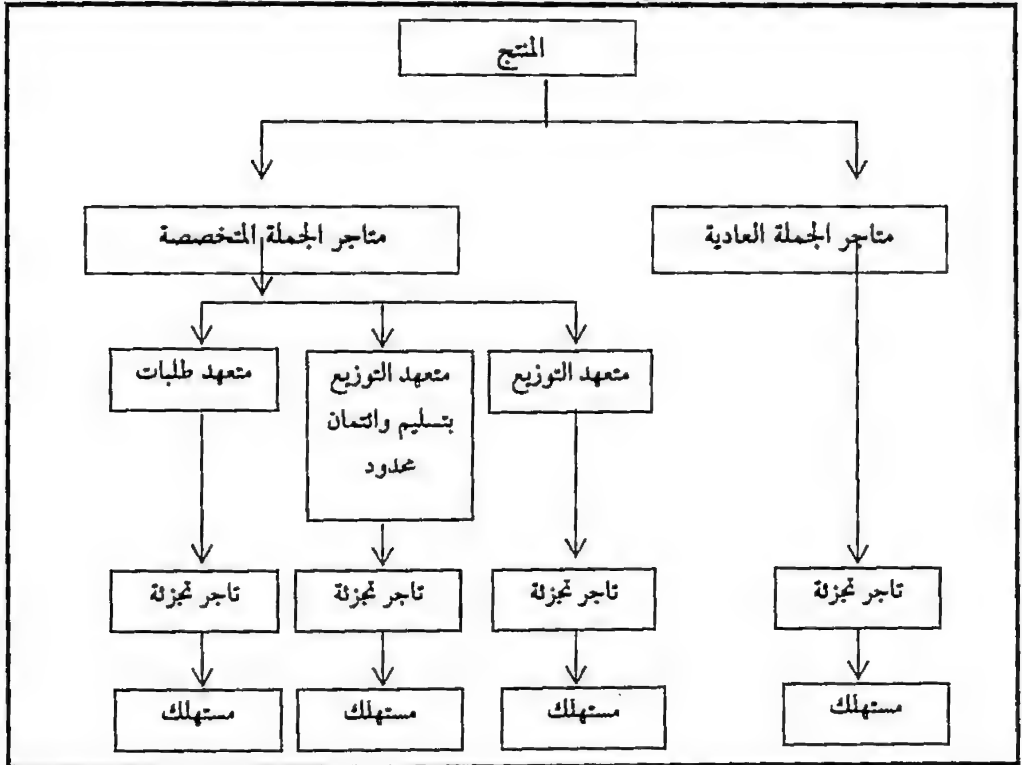 المنتج
متاجر الجملة العادية
متاجر الجملة المتخصصة
متعهد التوزيع
متعهد التوزيع
بتسليم وائتمان
محدود
متعهد طلبات
تاجر تجزئة
تاجر تجزئة
تاجر تجزئة
تاجر تجزئة
مستهلك
مستهلك
مستهلك
مستهلك